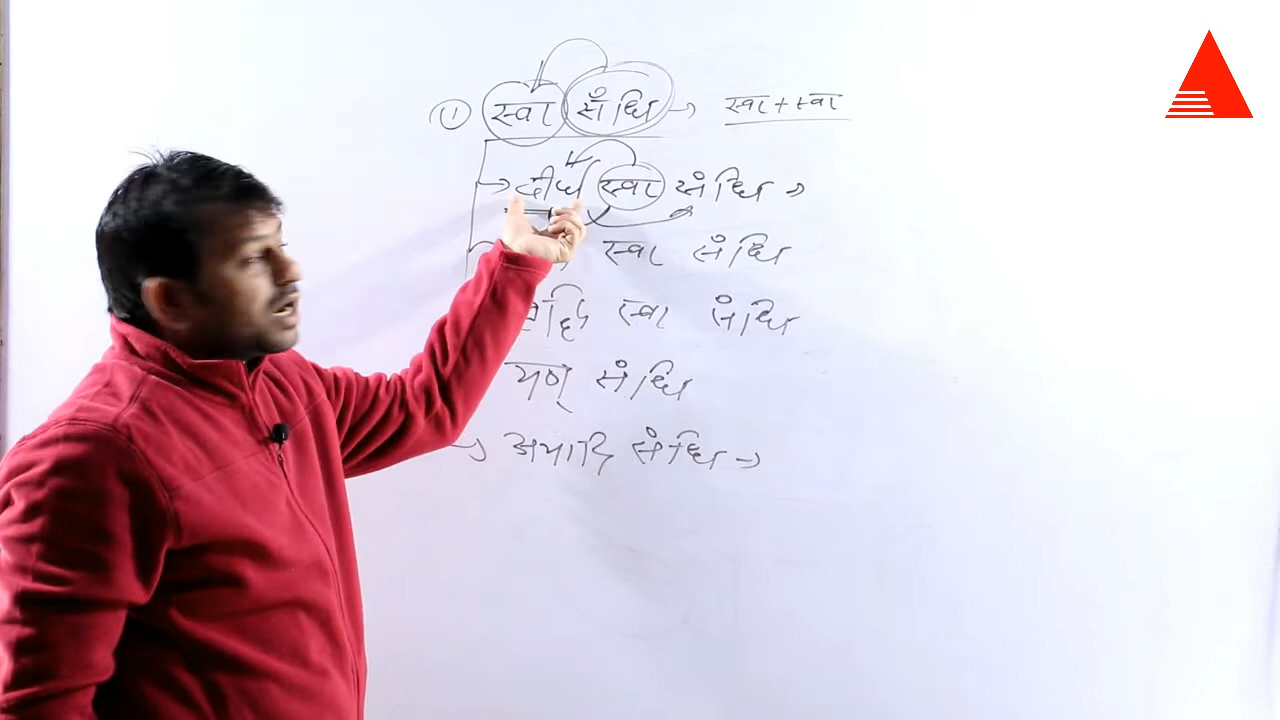 ① स्वर संधि → स्वर + स्वर
→ दीर्घ स्वर संधि →
स्वर संधि
वृद्धि स्वर संधि
यण् संधि
→ अयादि संधि →